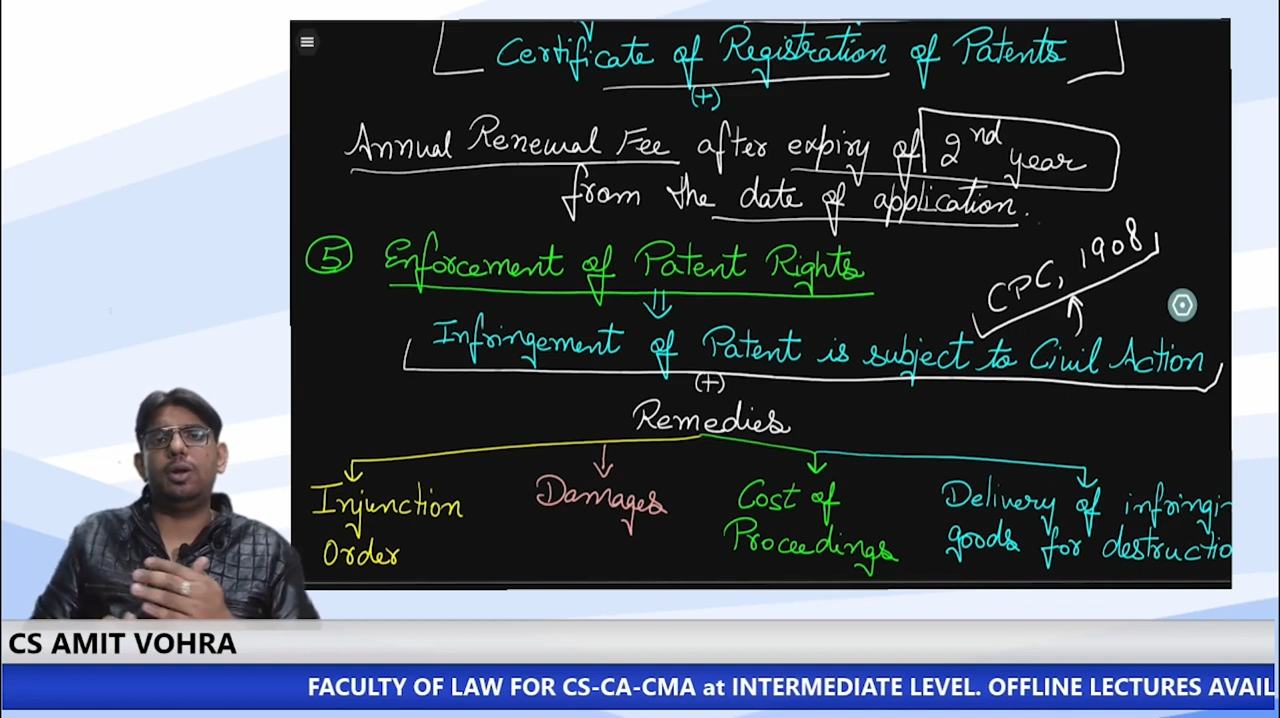 Certificate of Registration of Patents
(+)
Annual Renewal Fee after expiry of 2nd year
from the date of application.
⑤ Enforcement of Patent Rights
CPC, 1908
Infringement of Patent is subject to Civil Action
(+)
Remedies
Injunction Order
Damages
Cost of Proceedings
Delivery of infringin
goods for destructio
CS AMIT VOHRA
FACULTY OF LAW FOR CS-CA-CMA at INTERMEDIATE LEVEL. OFFLINE LECTURES AVAIL